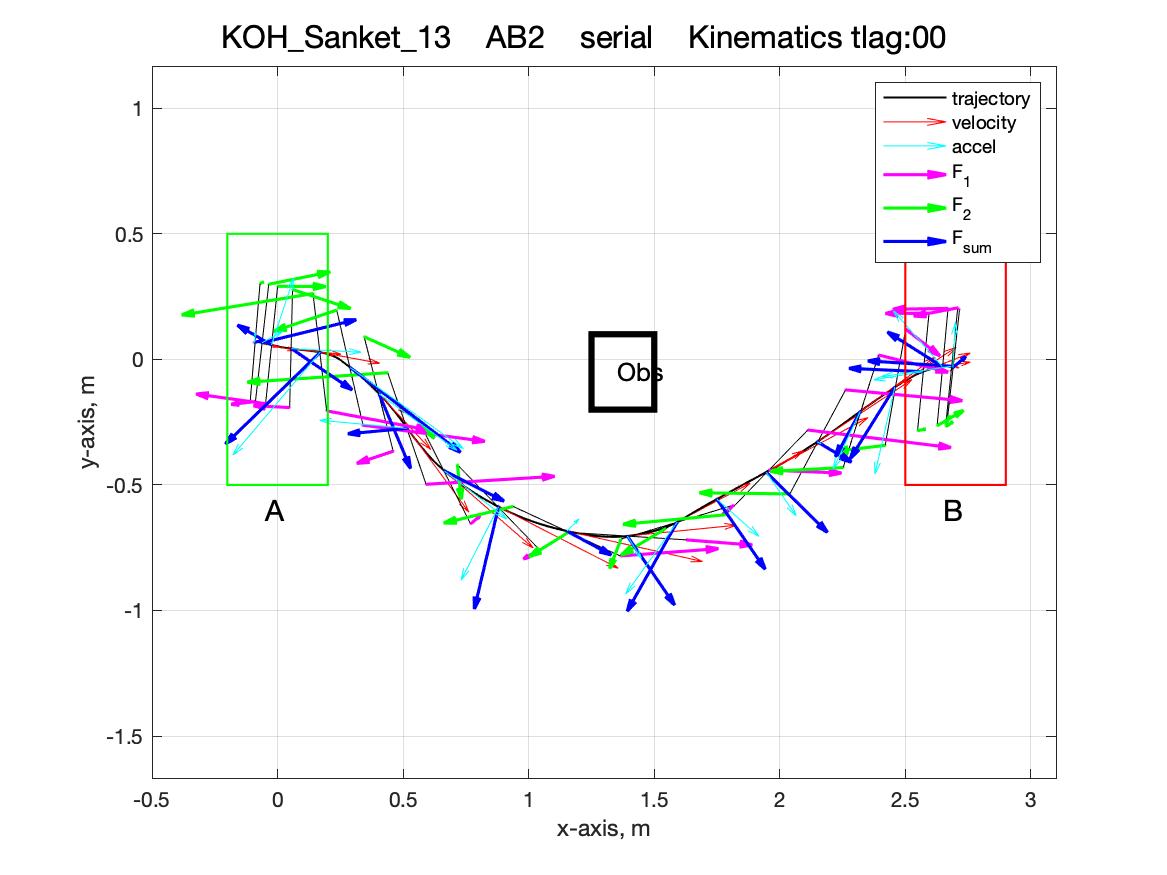 KOH_Sanket_13 AB2 serial Kinematics tlag:00
trajectory
velocity
accel
F1
F2
Fsum
1
0.5
0
-0.5
-1
-1.5
y-axis, m
Obs
A
B
-0.5 0 0.5 1 1.5 2 2.5 3
x-axis, m